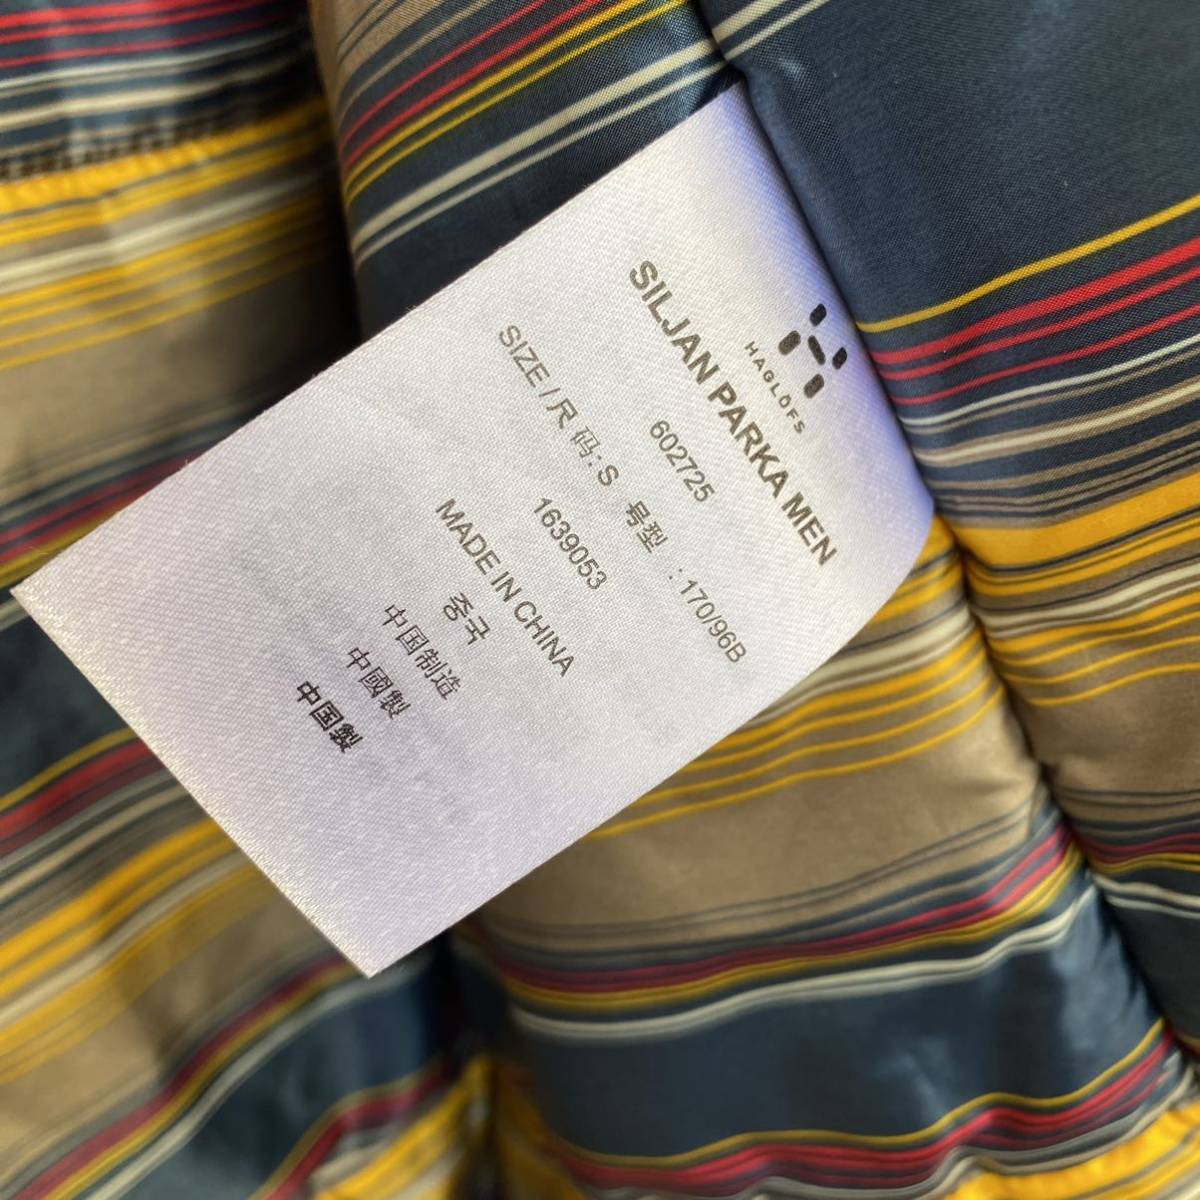 HAGLÖFS
SILJAN PARKA MEN
602725
SIZE / 尺 码: S 号型 : 170/96B
1639053
MADE IN CHINA
중국
中国制造
中國製
中国製